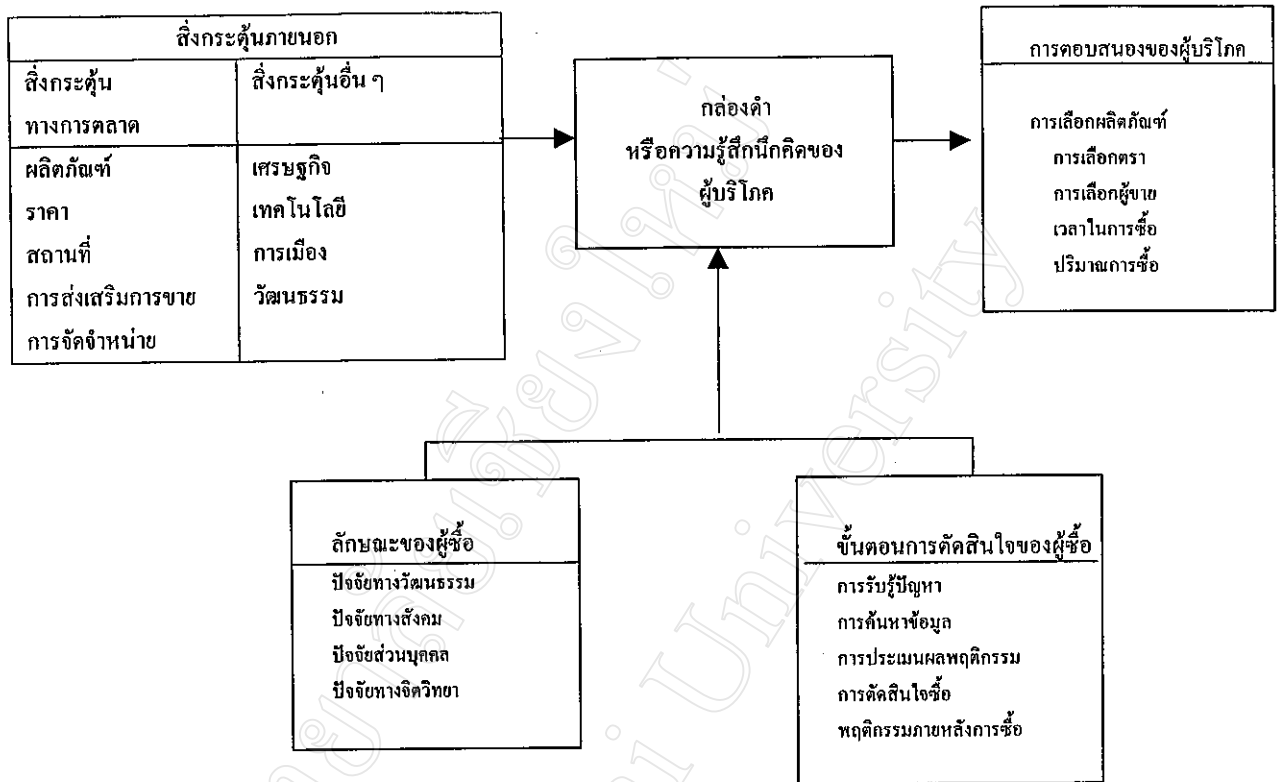 สิ่งกระตุ้นภายนอก
สิ่งกระตุ้น
ทางการตลาด
สิ่งกระตุ้นอื่น ๆ
ผลิตภัณฑ์
ราคา
สถานที่
การส่งเสริมการขาย
การจัดจำหน่าย
เศรษฐกิจ
เทคโนโลยี
การเมือง
วัฒนธรรม
กล่องดำ
หรือความรู้สึกนึกคิดของ
ผู้บริโภค
การตอบสนองของผู้บริโภค
การเลือกผลิตภัณฑ์
การเลือกตรา
การเลือกผู้ขาย
เวลาในการซื้อ
ปริมาณการซื้อ
ลักษณะของผู้ซื้อ
ปัจจัยทางวัฒนธรรม
ปัจจัยทางสังคม
ปัจจัยส่วนบุคคล
ปัจจัยทางจิตวิทยา
ขั้นตอนการตัดสินใจของผู้ซื้อ
การรับรู้ปัญหา
การค้นหาข้อมูล
การประเมนผลพฤติกรรม
การตัดสินใจซื้อ
พฤติกรรมภายหลังการซื้อ
ยาลัยเชียงใหม่
University